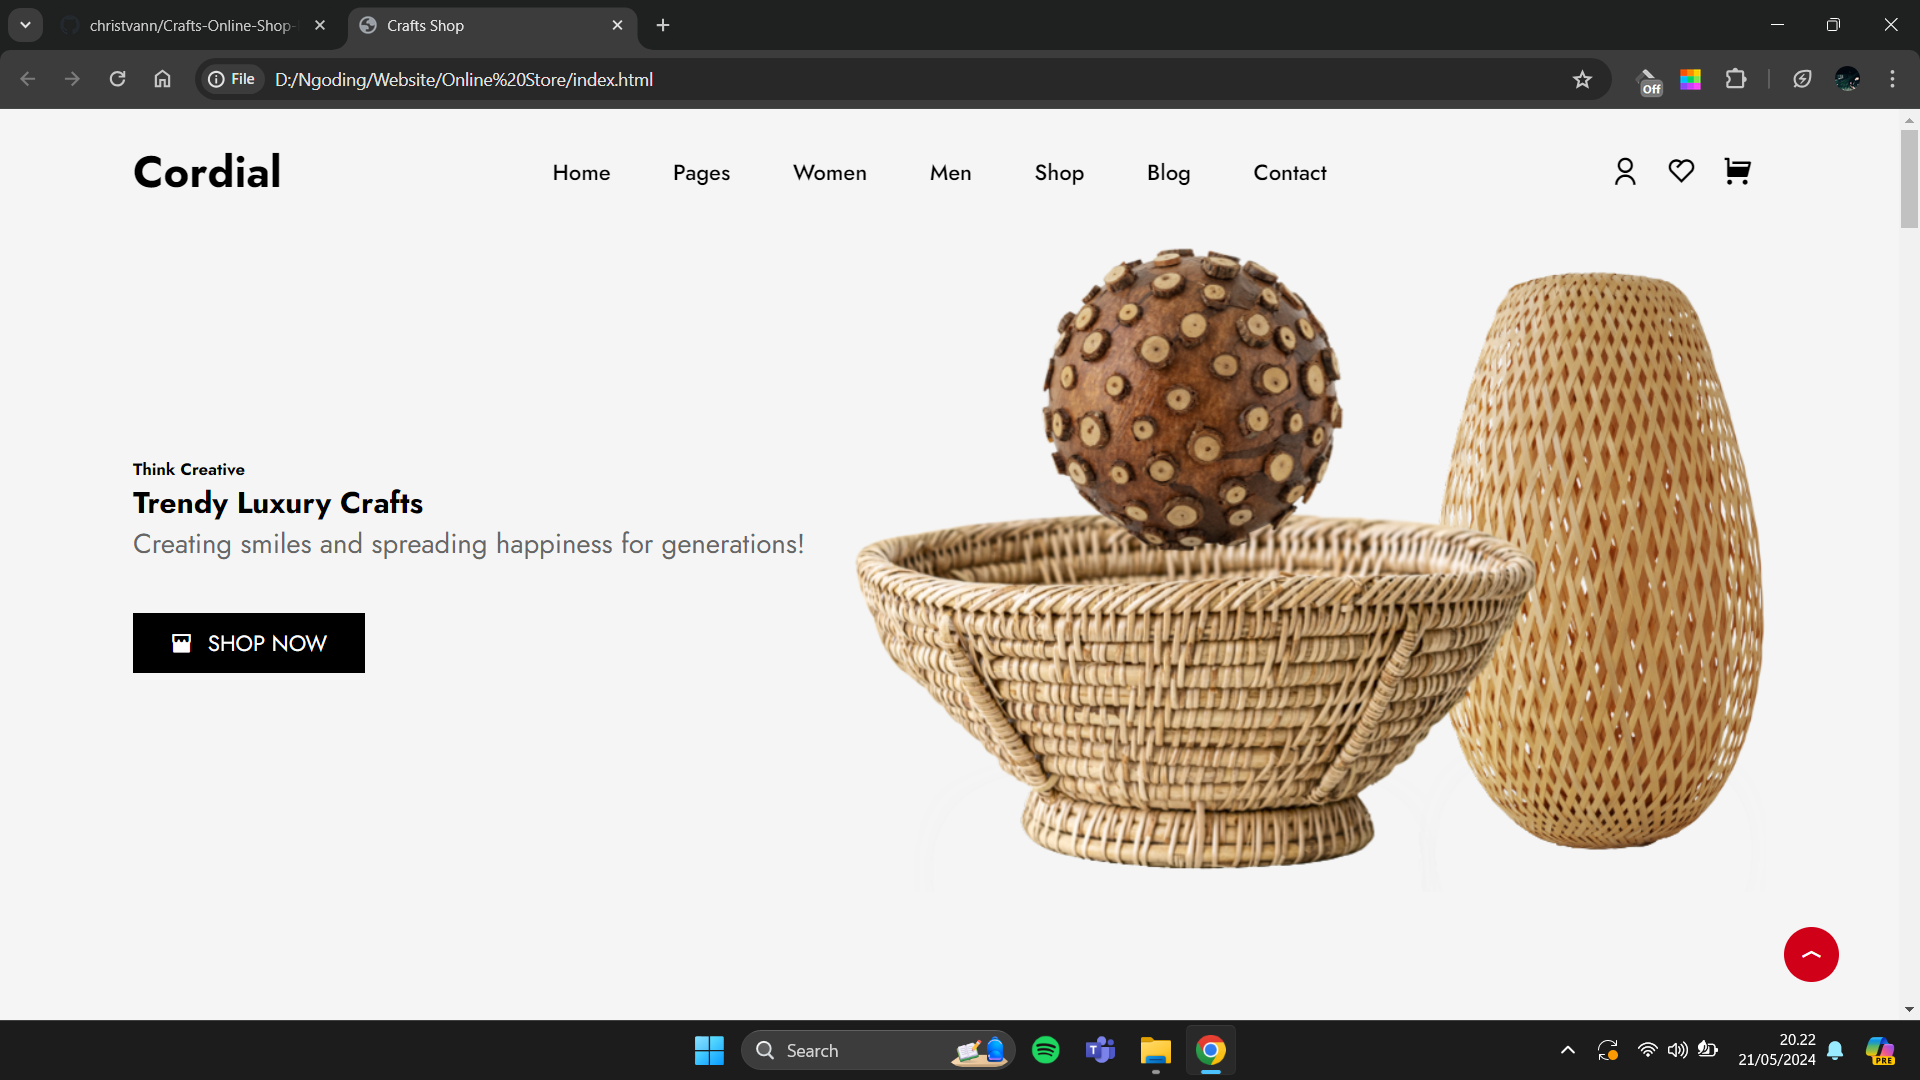 christvann/Crafts-Online-Shop-
Crafts Shop
File
D:/Ngoding/Website/Online%20Store/index.html
Off
Cordial
Home
Pages
Women
Men
Shop
Blog
Contact
Think Creative
Trendy Luxury Crafts
Creating smiles and spreading happiness for generations!
SHOP NOW
Search
T
20.22
21/05/2024
PRE